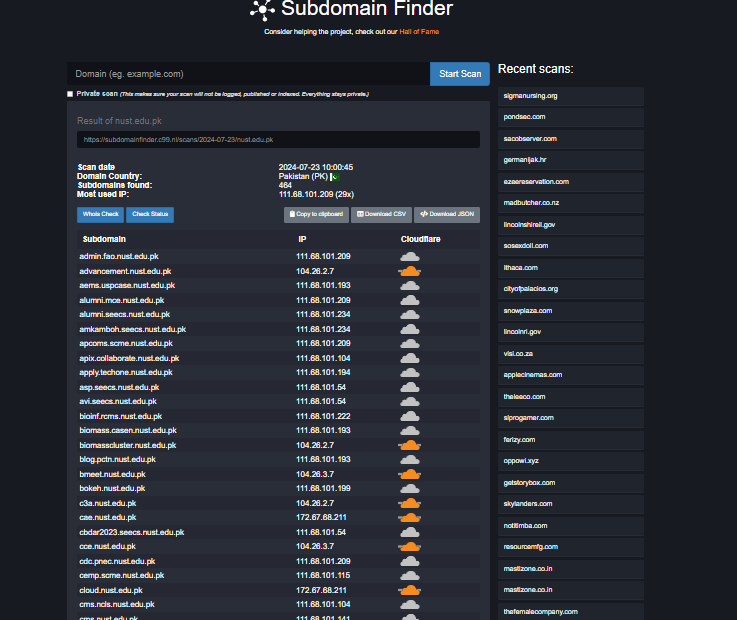 Subdomain Finder
Consider helping the project, check out our Hall of Fame
Domain (eg. example.com)
Start Scan
Private scan (This makes sure your scan will not be logged, published or indexed. Everything stays private.)
Result of nust.edu.pk
https://subdomainfinder.c99.nl/scans/2024-07-23/nust.edu.pk
Scan date 2024-07-23 10:00:45
Domain Country: Pakistan (PK)
Subdomains found: 464
Most used IP: 111.68.101.209 (29x)
Whois Check Check Status Copy to clipboard Download CSV Download JSON
Subdomain IP Cloudflare
admin.fao.nust.edu.pk 111.68.101.209
advancement.nust.edu.pk 104.26.2.7
aems.uspcase.nust.edu.pk 111.68.101.193
alumni.mce.nust.edu.pk 111.68.101.209
alumni.seecs.nust.edu.pk 111.68.101.234
amkamboh.seecs.nust.edu.pk 111.68.101.234
apcoms.scme.nust.edu.pk 111.68.101.209
apix.collaborate.nust.edu.pk 111.68.101.104
apply.techone.nust.edu.pk 111.68.101.194
asp.seecs.nust.edu.pk 111.68.101.54
avi.seecs.nust.edu.pk 111.68.101.54
bioinf.rcms.nust.edu.pk 111.68.101.222
biomass.casen.nust.edu.pk 111.68.101.193
biomasscluster.nust.edu.pk 104.26.2.7
blog.pctn.nust.edu.pk 111.68.101.193
bmeet.nust.edu.pk 104.26.3.7
bokeh.nust.edu.pk 111.68.101.199
c3a.nust.edu.pk 104.26.2.7
cae.nust.edu.pk 172.67.68.211
cbdar2023.seecs.nust.edu.pk 111.68.101.54
cce.nust.edu.pk 104.26.3.7
cdc.pnec.nust.edu.pk 111.68.101.209
cemp.scme.nust.edu.pk 111.68.101.115
cloud.nust.edu.pk 172.67.68.211
cms.ncls.nust.edu.pk 111.68.101.104
cms.nust.edu.pk 111.68.101.141
Recent scans:
sigmanursing.org
pondsec.com
sacobserver.com
germanijak.hr
ezeereservation.com
madbutcher.co.nz
lincolnshireil.gov
sosexdoll.com
ithaca.com
cityofpalacios.org
snowplaza.com
lincolnri.gov
visi.co.za
applecinemas.com
theleeco.com
slprogamer.com
ferizy.com
oppowl.xyz
getstorybox.com
skylanders.com
notitimba.com
resourcemfg.com
mastizone.co.in
mastizone.co.in
thefemalecompany.com